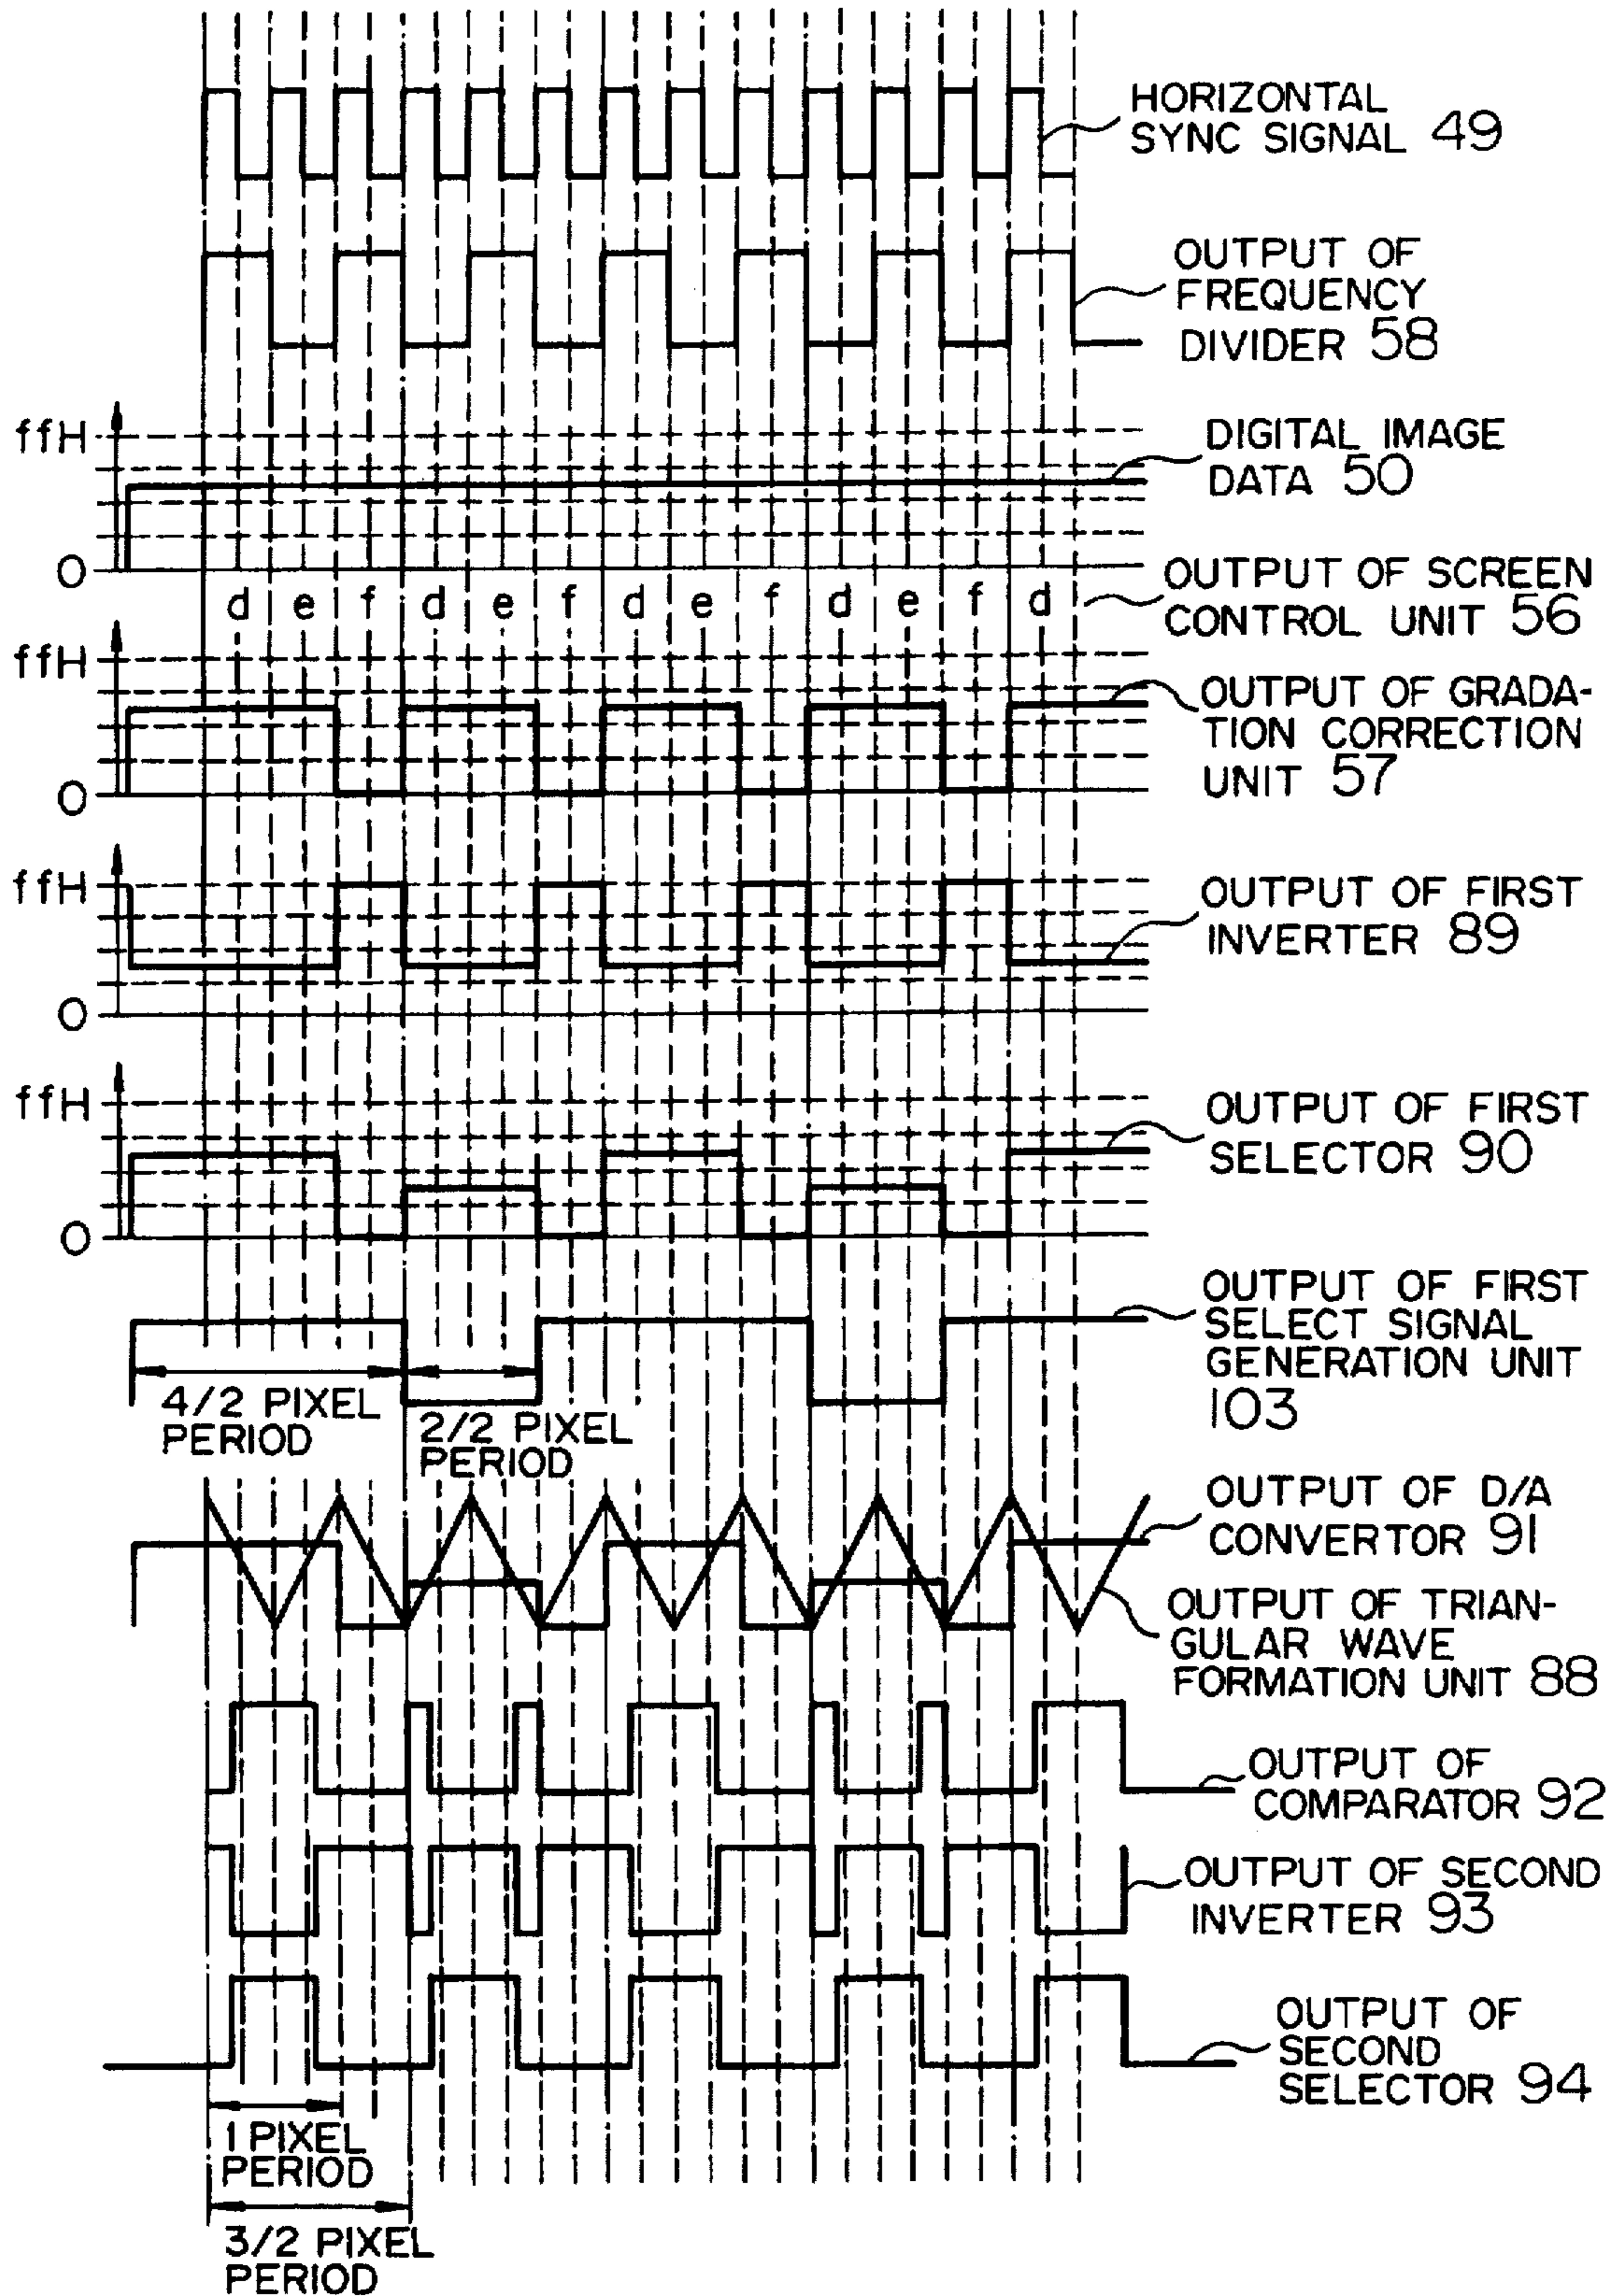 HORIZONTAL
SYNC SIGNAL 49
OUTPUT OF
FREQUENCY
DIVIDER 58
ffH
DIGITAL IMAGE
DATA 50
0
d e f d e f d e f d e f d
OUTPUT OF SCREEN
CONTROL UNIT 56
ffH
OUTPUT OF GRADA-
TION CORRECTION
UNIT 57
0
ffH
OUTPUT OF FIRST
INVERTER 89
0
ffH
OUTPUT OF FIRST
SELECTOR 90
0
OUTPUT OF FIRST
SELECT SIGNAL
GENERATION UNIT
103
4/2 PIXEL
PERIOD
2/2 PIXEL
PERIOD
OUTPUT OF D/A
CONVERTOR 91
OUTPUT OF TRIAN-
GULAR WAVE
FORMATION UNIT 88
OUTPUT OF
COMPARATOR 92
OUTPUT OF SECOND
INVERTER 93
OUTPUT OF
SECOND
SELECTOR 94
1 PIXEL
PERIOD
3/2 PIXEL
PERIOD